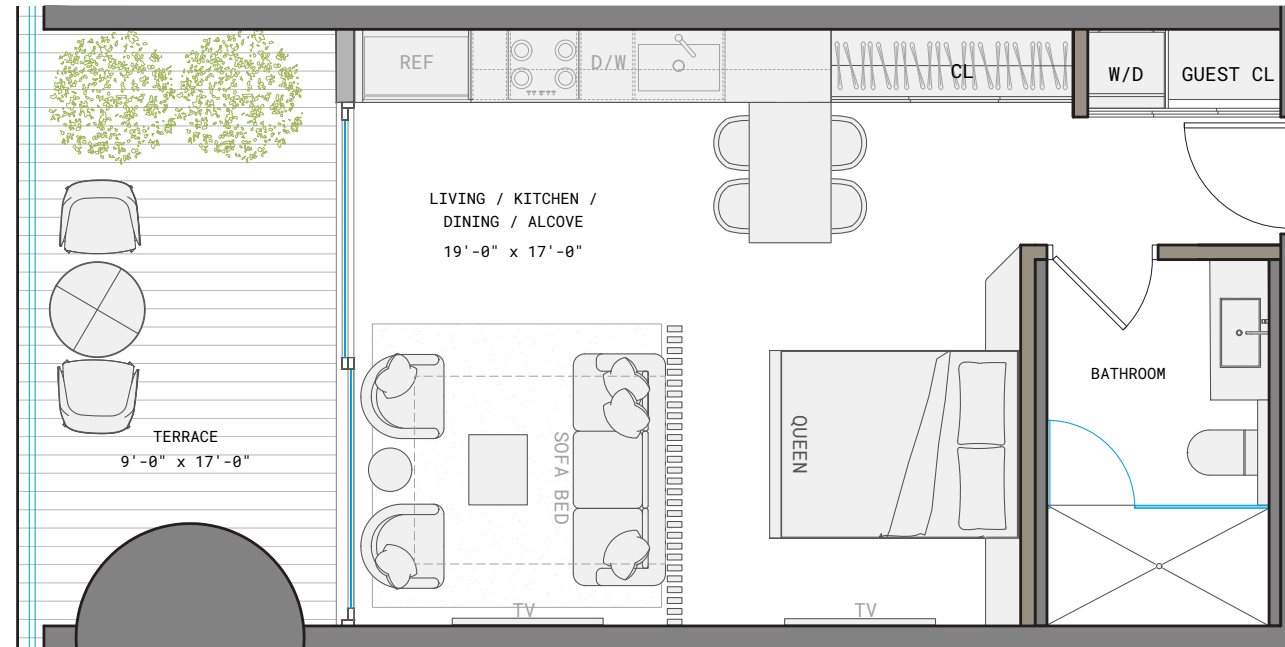 REF
D/W
CL
W/D
GUEST CL
LIVING / KITCHEN /
DINING / ALCOVE
19'-0" x 17'-0"
BATHROOM
TERRACE
9'-0" x 17'-0"
SOFA BED
QUEEN
TV
TV